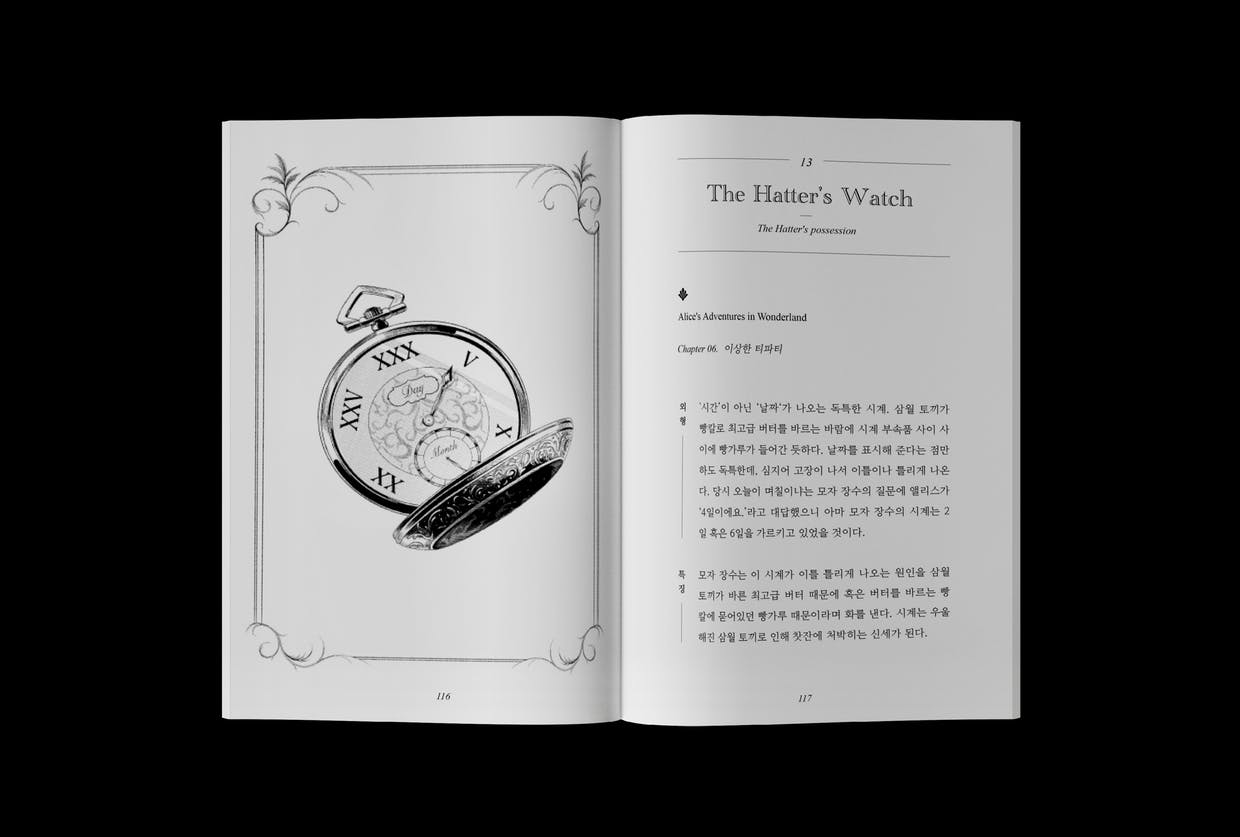 XXX
V
XXV
Day
X
Month
XX
116
13
The Hatter's Watch
The Hatter's possession
Alice's Adventures in Wonderland
Chapter 06. 이상한 티파티
외형
'시간'이 아닌 '날짜'가 나오는 독특한 시계. 삼월 토끼가
빵칼로 최고급 버터를 바르는 바람에 시계 부속품 사이 사
이에 빵가루가 들어간 듯하다. 날짜를 표시해 준다는 점만
하도 독특한데, 심지어 고장이 나서 이틀이나 틀리게 나온
다. 당시 오늘이 며칠이냐는 모자 장수의 질문에 앨리스가
'4일이에요.'라고 대답했으니 아마 모자 장수의 시계는 2
일 혹은 6일을 가르키고 있었을 것이다.
특징
모자 장수는 이 시계가 이틀 틀리게 나오는 원인을 삼월
토끼가 바른 최고급 버터 때문에 혹은 버터를 바르는 빵
칼에 묻어있던 빵가루 때문이라며 화를 낸다. 시계는 우울
해진 삼월 토끼로 인해 찻잔에 처박히는 신세가 된다.
117